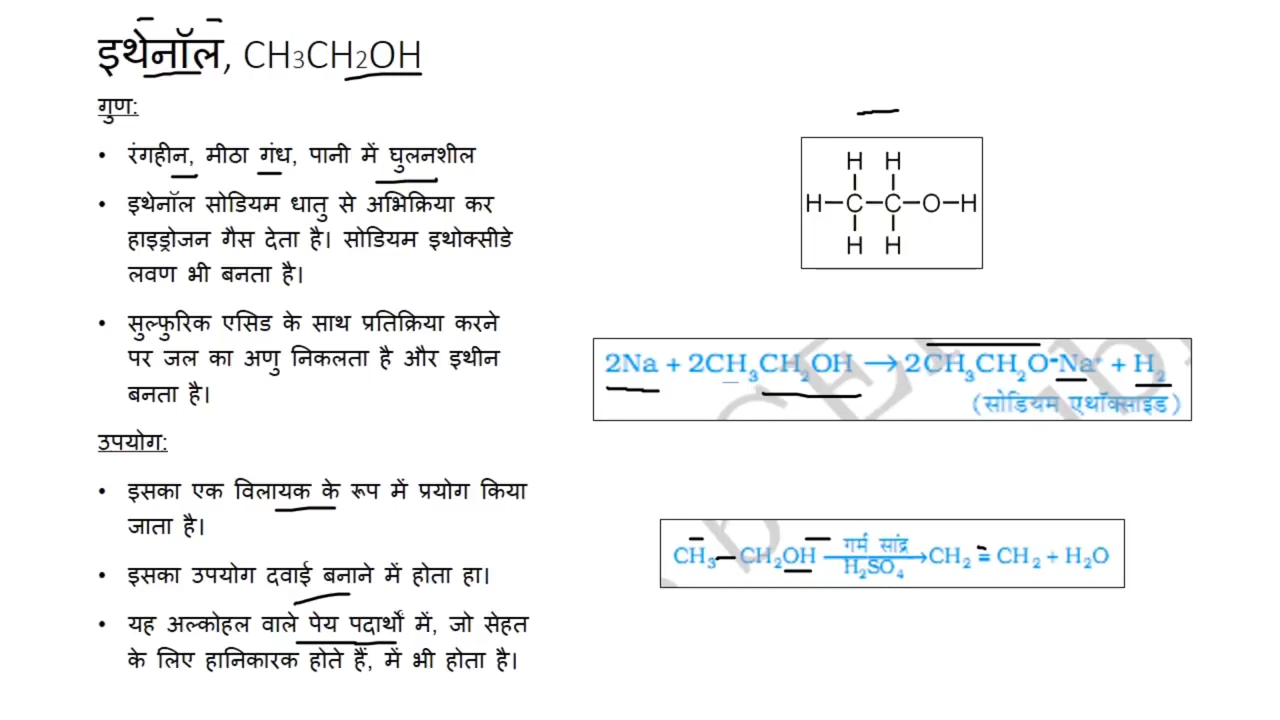 इथेनॉल, CH3CH2OH
गुण:
• रंगहीन, मीठा गंध, पानी में घुलनशील
• इथेनॉल सोडियम धातु से अभिक्रिया कर
हाइड्रोजन गैस देता है। सोडियम इथोक्सीडे
लवण भी बनता है।
• सुल्फुरिक एसिड के साथ प्रतिक्रिया करने
पर जल का अणु निकलता है और इथीन
बनता है।
उपयोग:
• इसका एक विलायक के रूप में प्रयोग किया
जाता है।
• इसका उपयोग दवाई बनाने में होता हा।
• यह अल्कोहल वाले पेय पदार्थों में, जो सेहत
के लिए हानिकारक होते हैं, में भी होता है।
H H
H–C–C–O–H
H H
2Na + 2CH₃CH₂OH → 2CH₃CH₂O⁻Na⁺ + H₂
(सोडियम एथॉक्साइड)
गर्म सांद्र
CH₃ – CH₂OH → CH₂ = CH₂ + H₂O
H₂SO₄